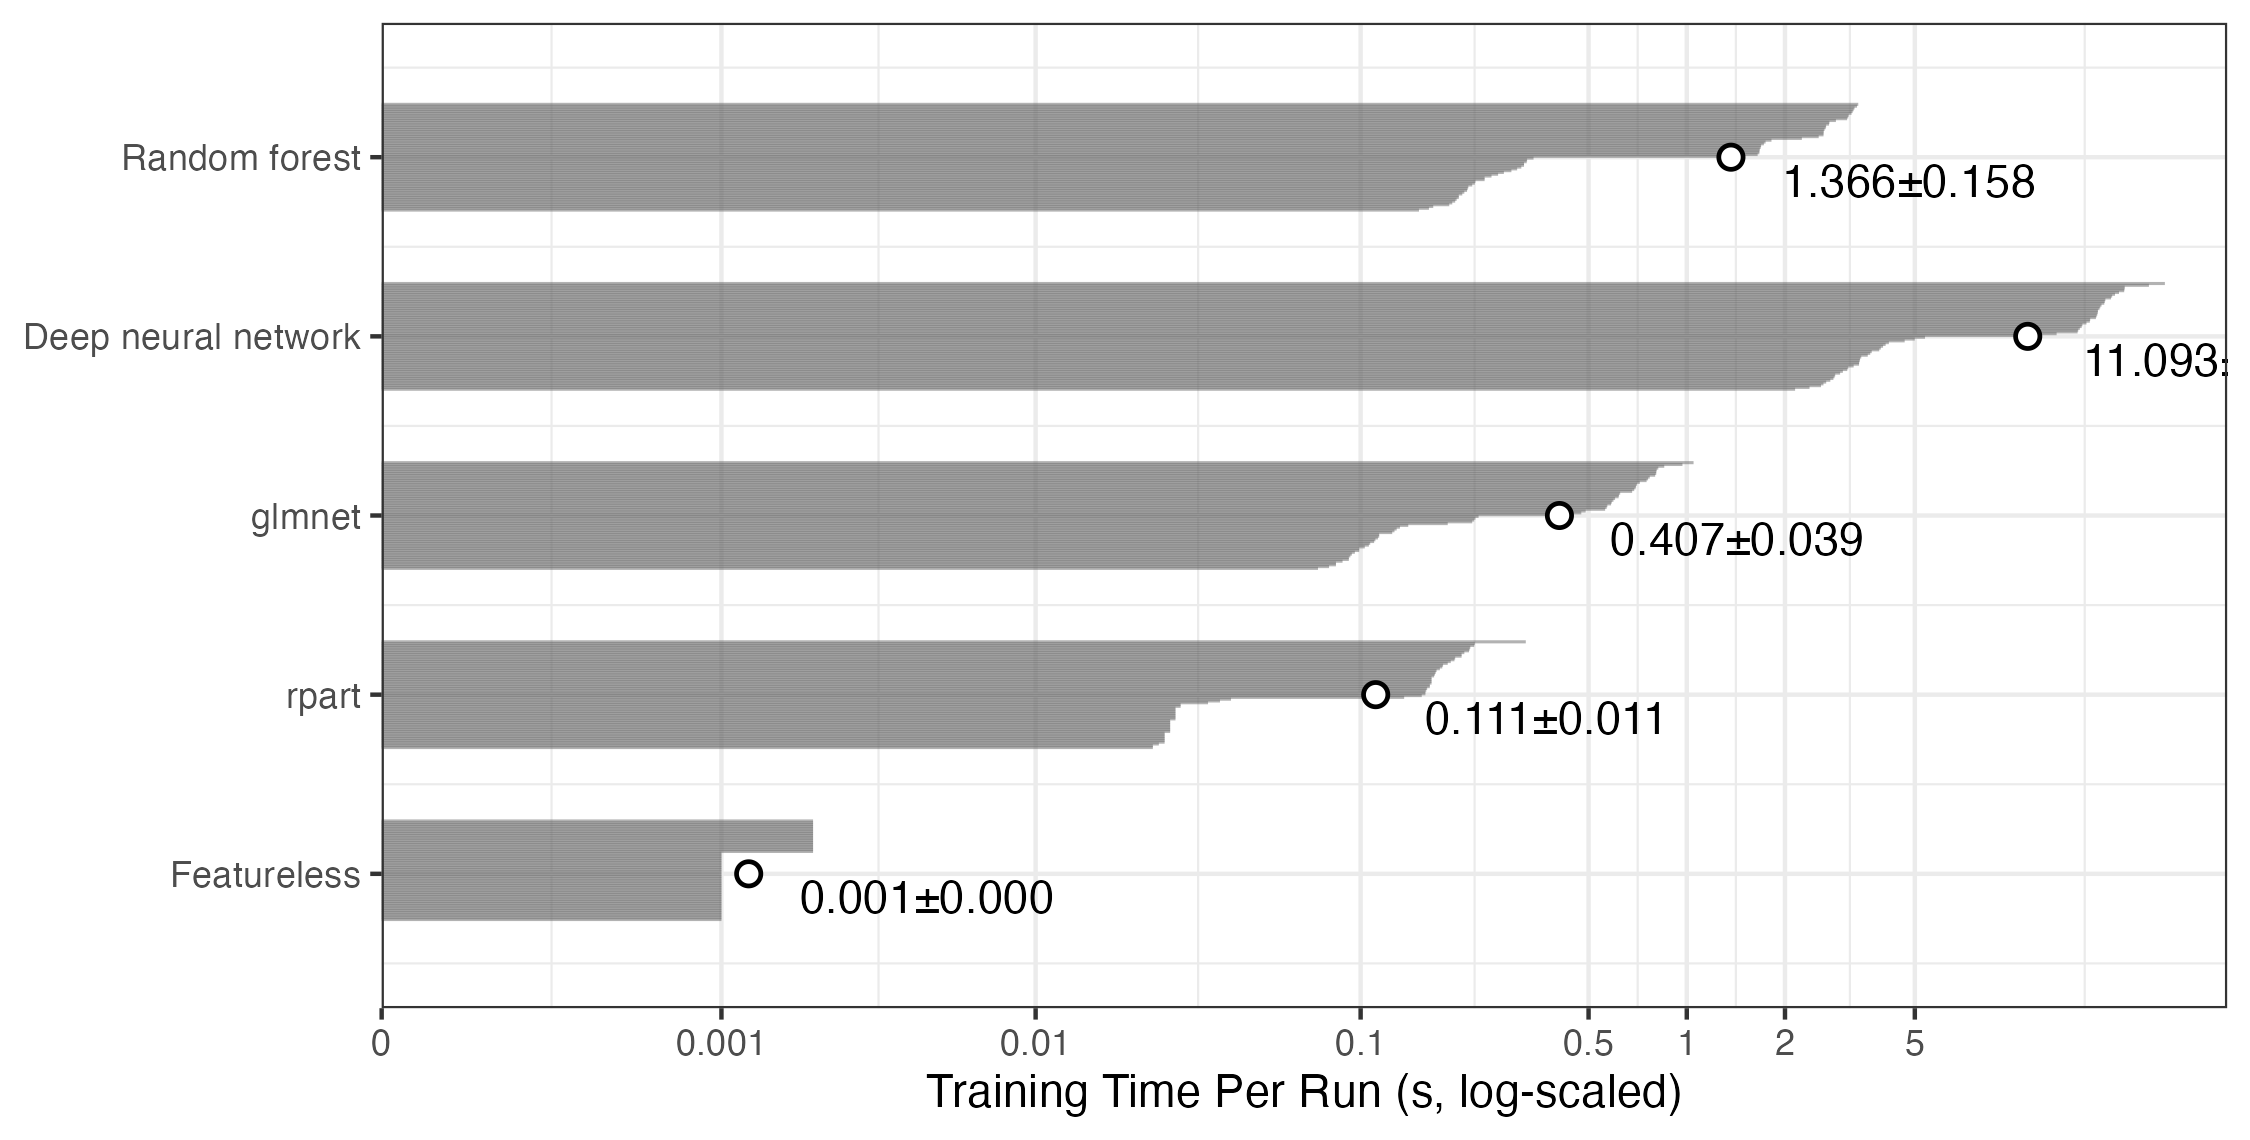 Random forest
1.366±0.158
Deep neural network
11.093±
glmnet
0.407±0.039
rpart
0.111±0.011
Featureless
0.001±0.000
0 0.001 0.01 0.1 0.5 1 2 5
Training Time Per Run (s, log-scaled)